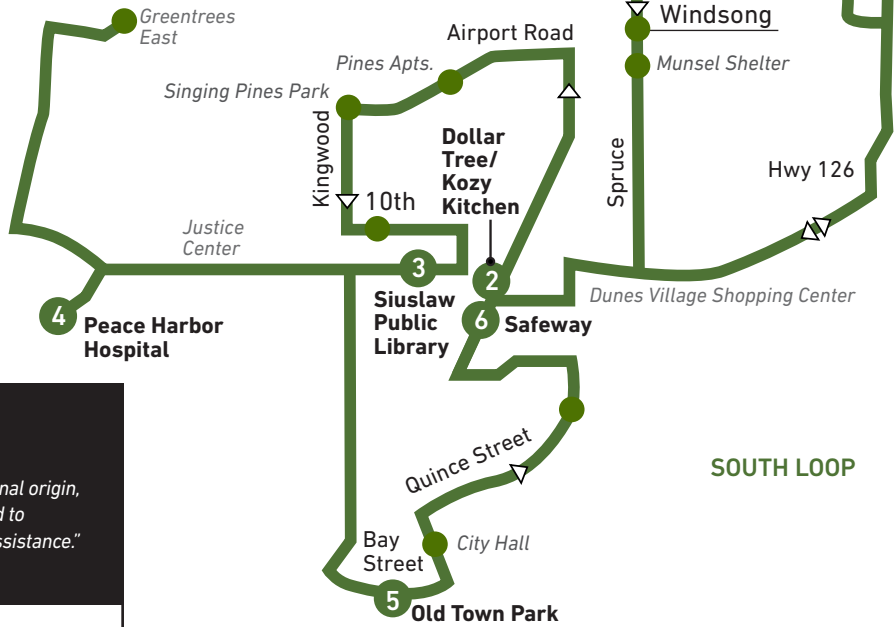 Greentrees
East
Airport Road
Windsong
Pines Apts.
Munsel Shelter
Singing Pines Park
Kingwood
Dollar
Tree/
Kozy
Kitchen
Spruce
Hwy 126
10th
Justice
Center
3
2
Siuslaw
Public
Library
Dunes Village Shopping Center
4
Peace Harbor
Hospital
6
Safeway
Quince Street
SOUTH LOOP
nal origin,
d to
ssistance."
Bay
Street
City Hall
5
Old Town Park